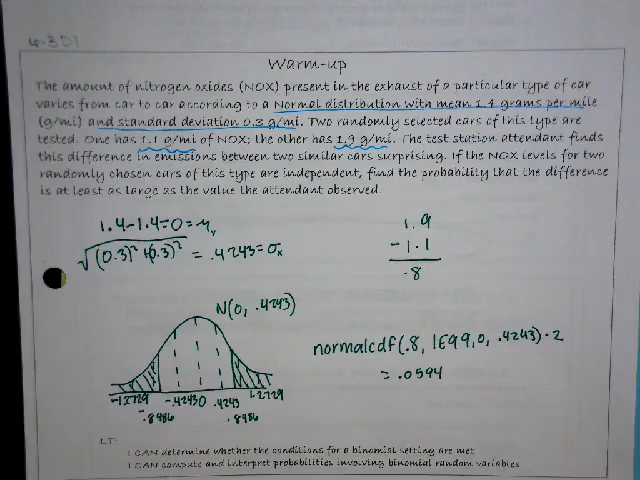 6.3 D1
Warm-up
The amount of nitrogen oxides (NOX) present in the exhaust of a particular type of car
varies from car to car according to a Normal distribution with mean 1.4 grams per mile
(g/mi) and standard deviation 0.3 g/mi. Two randomly selected cars of this type are
tested. One has 1.1 g/mi of NOX; the other has 1.9 g/mi. The test station attendant finds
this difference in emissions between two similar cars surprising. If the NOX levels for two
randomly chosen cars of this type are independent, find the probability that the difference
is at least as large as the value the attendant observed.
1.4-1.4=0=μx
√(0.3)²+(0.3)² = .4243=σx
1.9
- 1.1
.8
N(0, .4243)
normalcdf(.8, 1E99, 0, .4243)·2
= .0594
-1.2729 -.8486 -.4243 0 .4243 .8486 1.2729
LT:
I CAN determine whether the conditions for a binomial setting are met
I CAN compute and interpret probabilities involving binomial random variables